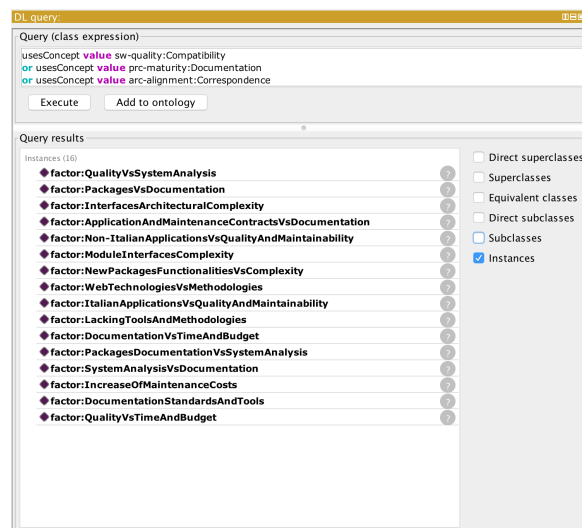 DL query:
Query (class expression)
usesConcept value sw-quality:Compatibility
or usesConcept value prc-maturity:Documentation
or usesConcept value arc-alignment:Correspondence
Execute Add to ontology
Query results
Instances (16)
factor:QualityVsSystemAnalysis
factor:PackagesVsDocumentation
factor:InterfacesArchitecturalComplexity
factor:ApplicationAndMaintenanceContractsVsDocumentation
factor:Non-ItalianApplicationsVsQualityAndMaintainability
factor:ModuleInterfacesComplexity
factor:NewPackagesFunctionalitiesVsComplexity
factor:WebTechnologiesVsMethodologies
factor:ItalianApplicationsVsQualityAndMaintainability
factor:LackingToolsAndMethodologies
factor:DocumentationVsTimeAndBudget
factor:PackagesDocumentationVsSystemAnalysis
factor:SystemAnalysisVsDocumentation
factor:IncreaseOfMaintenanceCosts
factor:DocumentationStandardsAndTools
factor:QualityVsTimeAndBudget
Direct superclasses
Superclasses
Equivalent classes
Direct subclasses
Subclasses
Instances